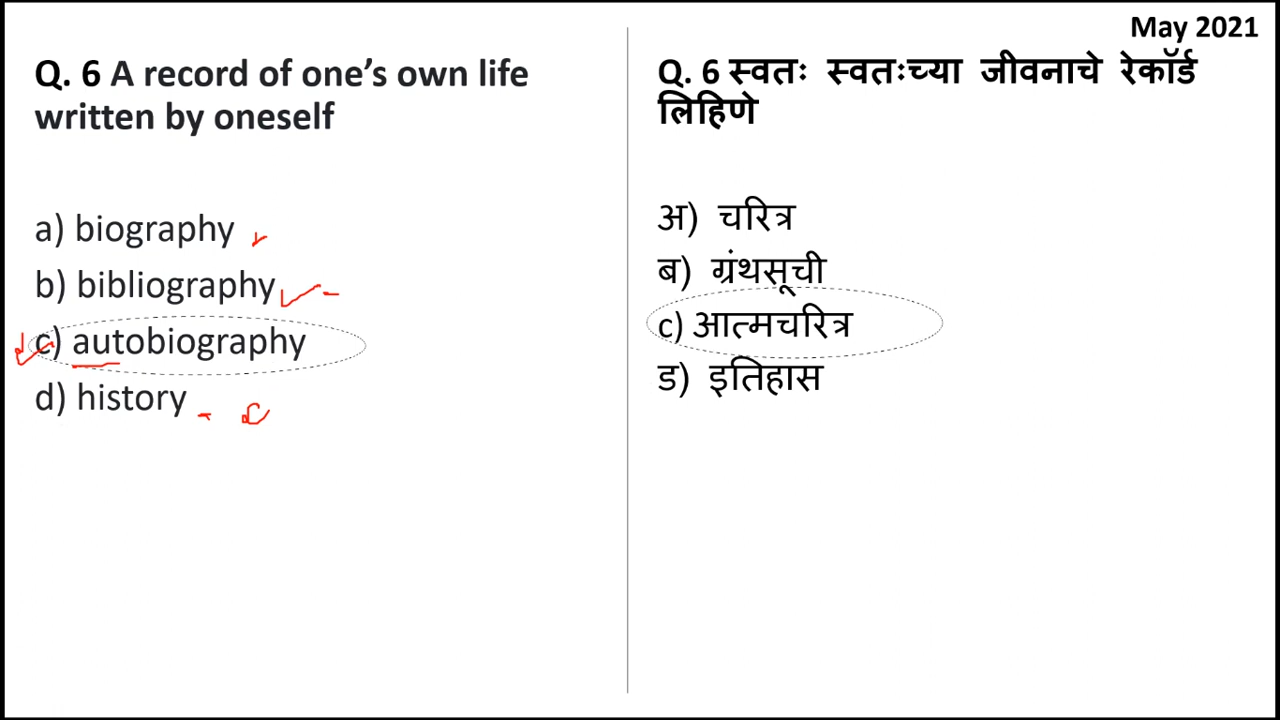 May 2021
Q. 6 A record of one’s own life
written by oneself
a) biography
b) bibliography
c) autobiography
d) history
Q. 6 स्वतः स्वतःच्या जीवनाचे रेकॉर्ड
लिहिणे
अ) चरित्र
ब) ग्रंथसूची
c) आत्मचरित्र
ड) इतिहास